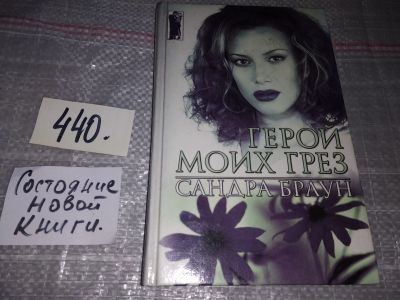 440.
Состояние
новой
книги.
ГЕРОЙ
МОИХ ГРЕЗ
САНДРА БРАУН